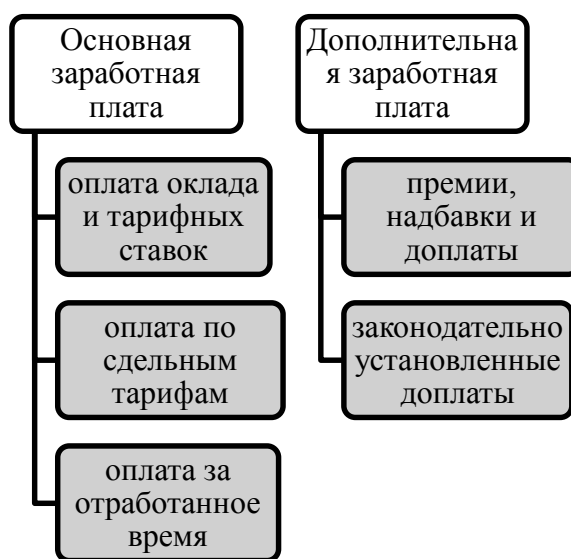 Основная
заработная
плата
оплата оклада
и тарифных
ставок
оплата по
сдельным
тарифам
оплата за
отработанное
время
Дополнительна
я заработная
плата
премии,
надбавки и
доплаты
законодательно
установленные
доплаты